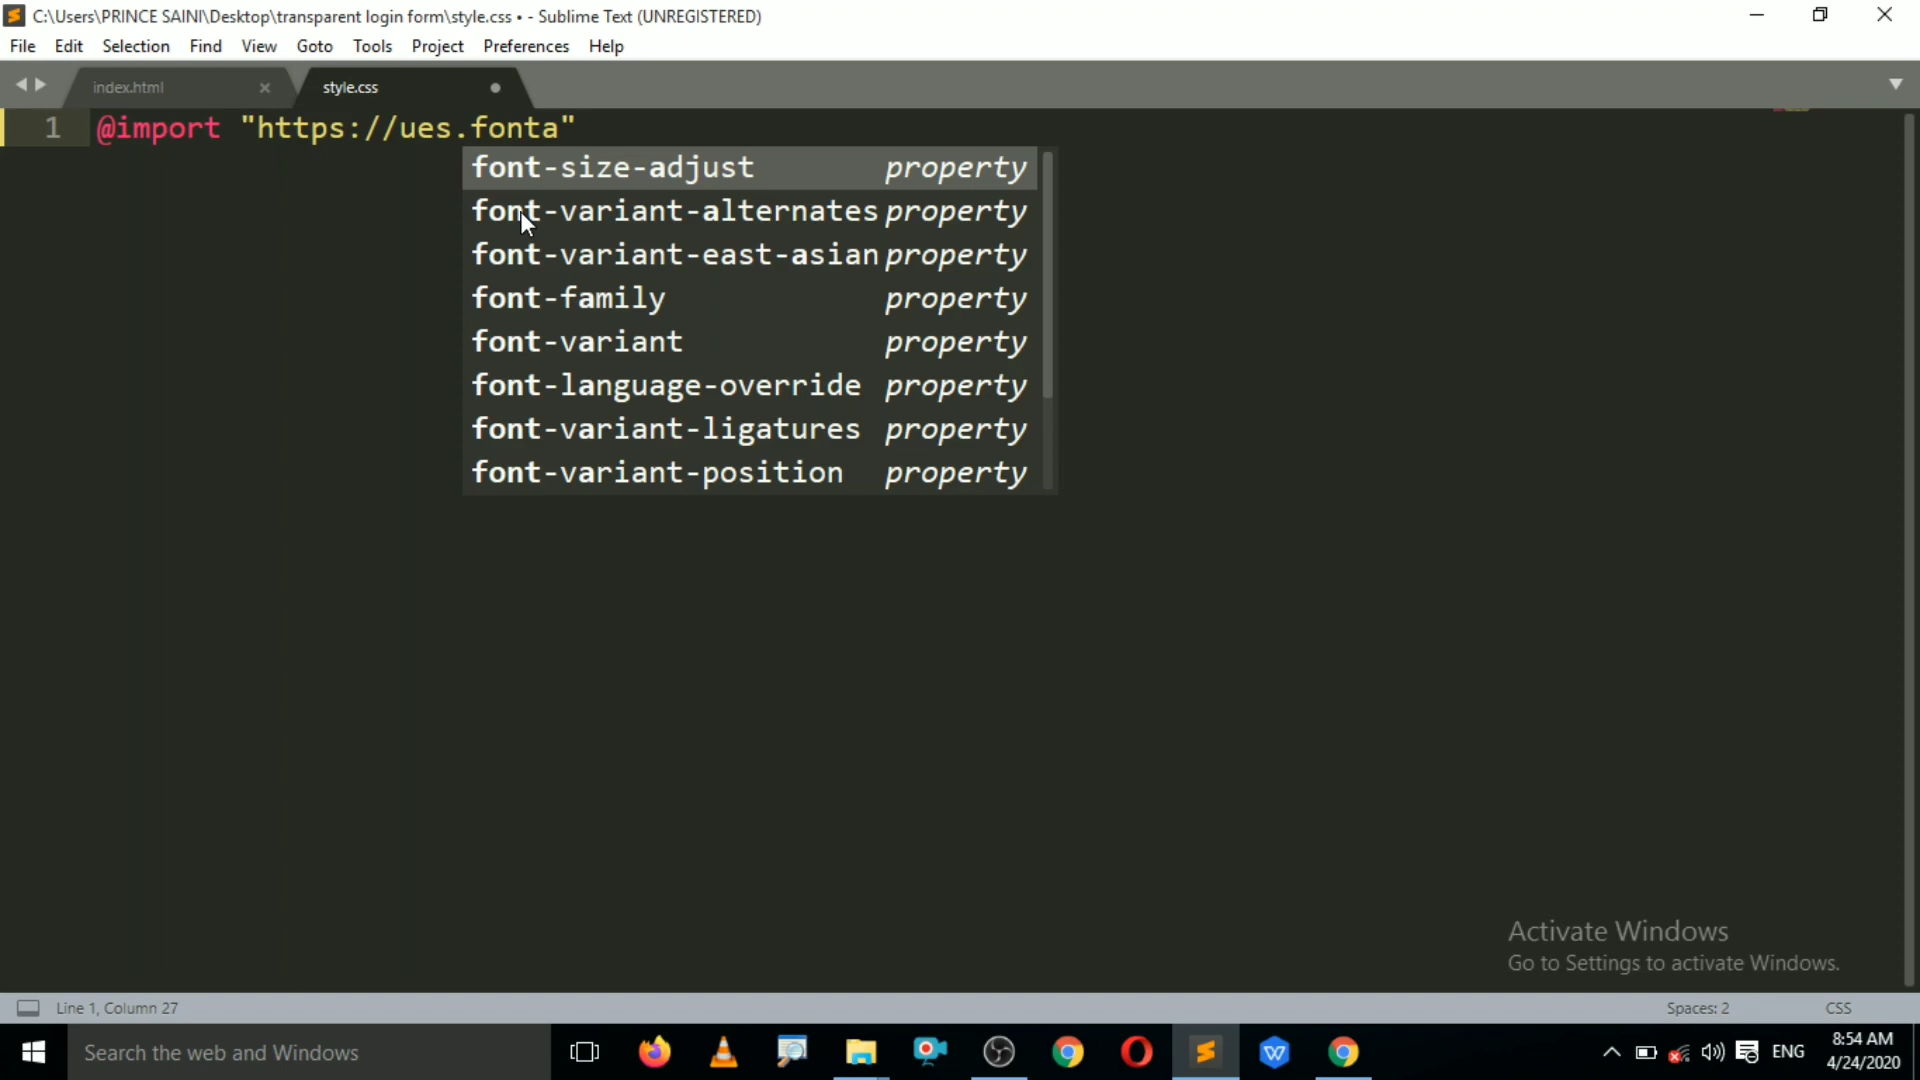 C:\Users\PRINCE SAINI\Desktop\transparent login form\style.css • - Sublime Text (UNREGISTERED)
File Edit Selection Find View Goto Tools Project Preferences Help
index.html style.css
1 @import "https://ues.fonta"
font-size-adjust property
font-variant-alternates property
font-variant-east-asian property
font-family property
font-variant property
font-language-override property
font-variant-ligatures property
font-variant-position property
Activate Windows
Go to Settings to activate Windows.
Line 1, Column 27 Spaces: 2 CSS
Search the web and Windows ENG 8:54 AM
4/24/2020